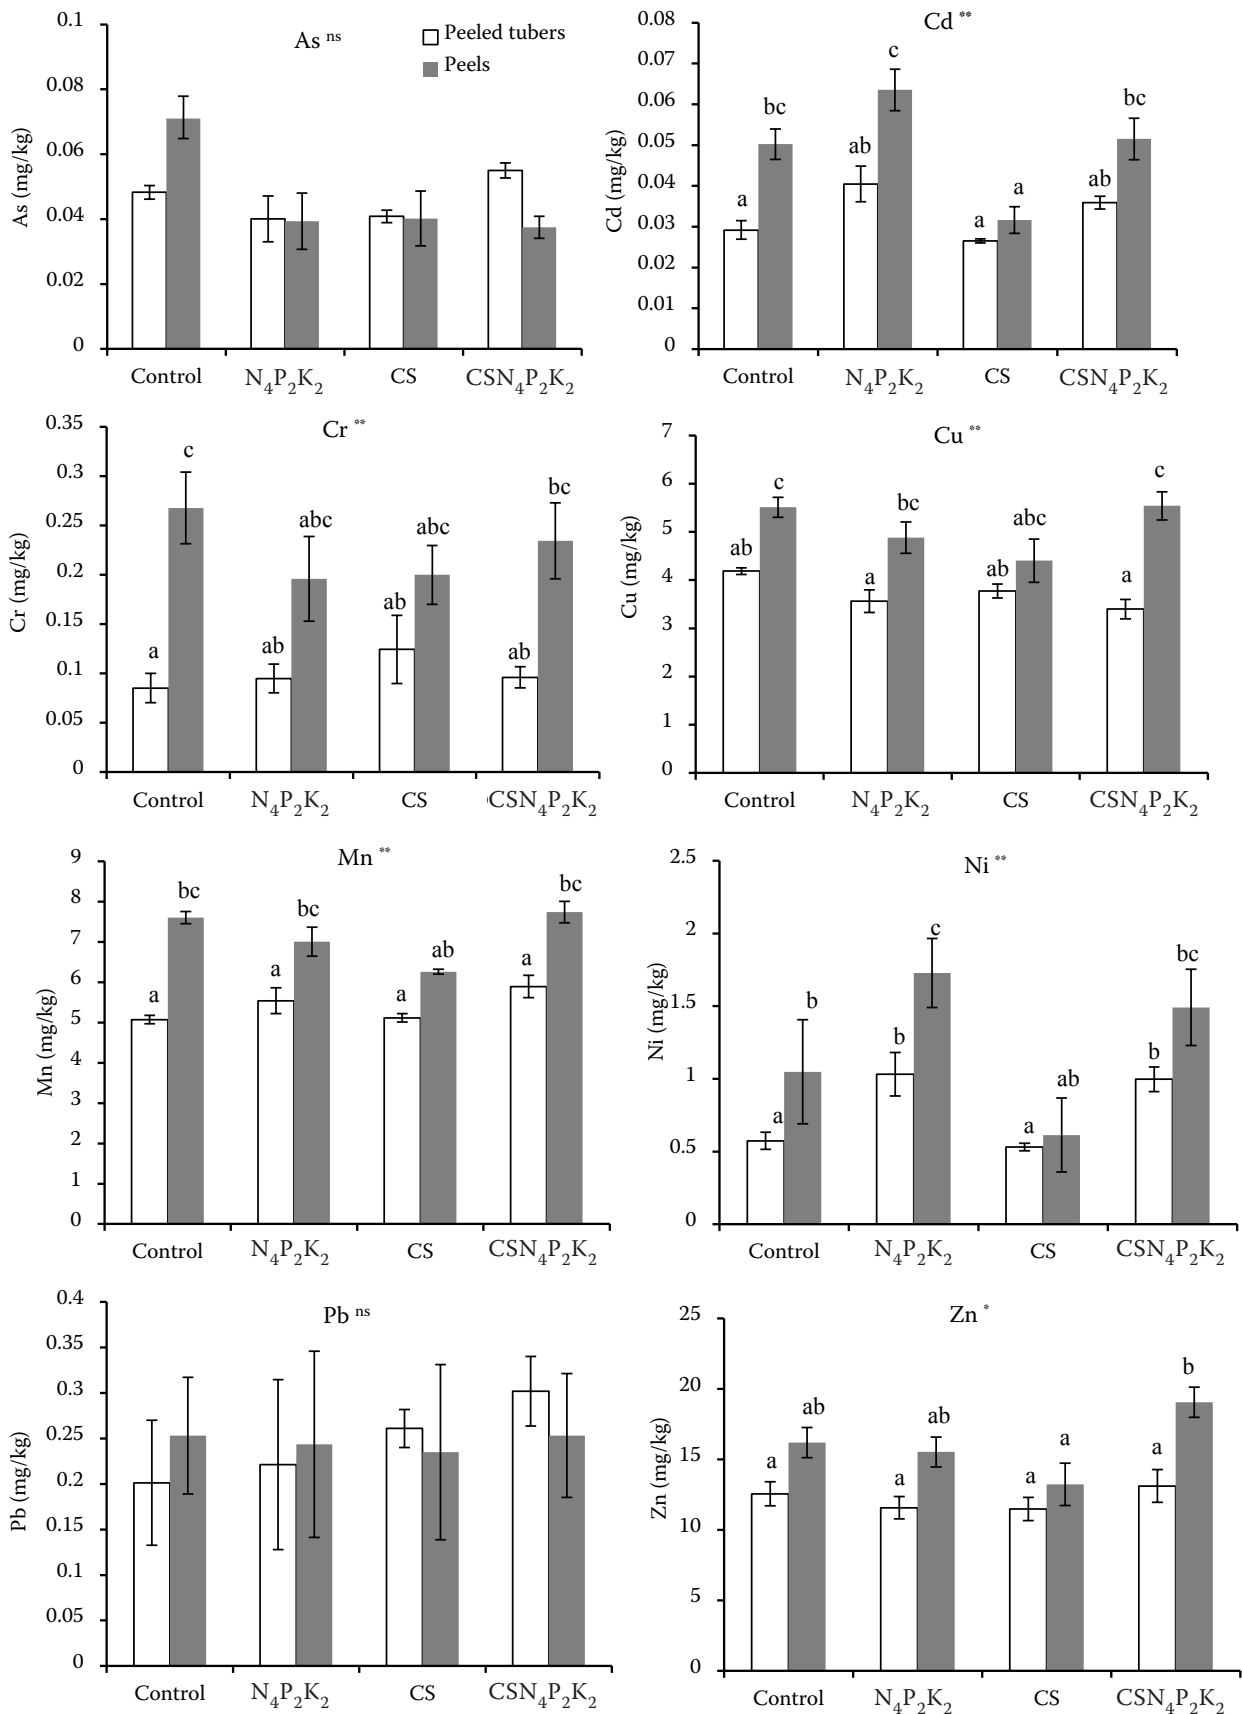 As ns
Peeled tubers
Peels
As (mg/kg)
0.1
0.08
0.06
0.04
0.02
0
Control
N4P2K2
CS
CSN4P2K2
Cd **
Cd (mg/kg)
0.08
0.07
0.06
0.05
0.04
0.03
0.02
0.01
0
a
bc
ab
c
a
a
ab
bc
Control
N4P2K2
CS
CSN4P2K2
Cr **
Cr (mg/kg)
0.35
0.3
0.25
0.2
0.15
0.1
0.05
0
a
c
ab
abc
ab
abc
ab
bc
Control
N4P2K2
CS
CSN4P2K2
Cu **
Cu (mg/kg)
7
6
5
4
3
2
1
0
ab
c
a
bc
ab
abc
a
c
Control
N4P2K2
CS
CSN4P2K2
Mn **
Mn (mg/kg)
9
8
7
6
5
4
3
2
1
0
a
bc
a
bc
a
ab
a
bc
Control
N4P2K2
CS
CSN4P2K2
Ni **
Ni (mg/kg)
2.5
2
1.5
1
0.5
0
a
b
b
c
a
ab
b
bc
Control
N4P2K2
CS
CSN4P2K2
Pb ns
Pb (mg/kg)
0.4
0.35
0.3
0.25
0.2
0.15
0.1
0.05
0
Control
N4P2K2
CS
CSN4P2K2
Zn *
Zn (mg/kg)
25
20
15
10
5
0
a
ab
a
ab
a
a
a
b
Control
N4P2K2
CS
CSN4P2K2